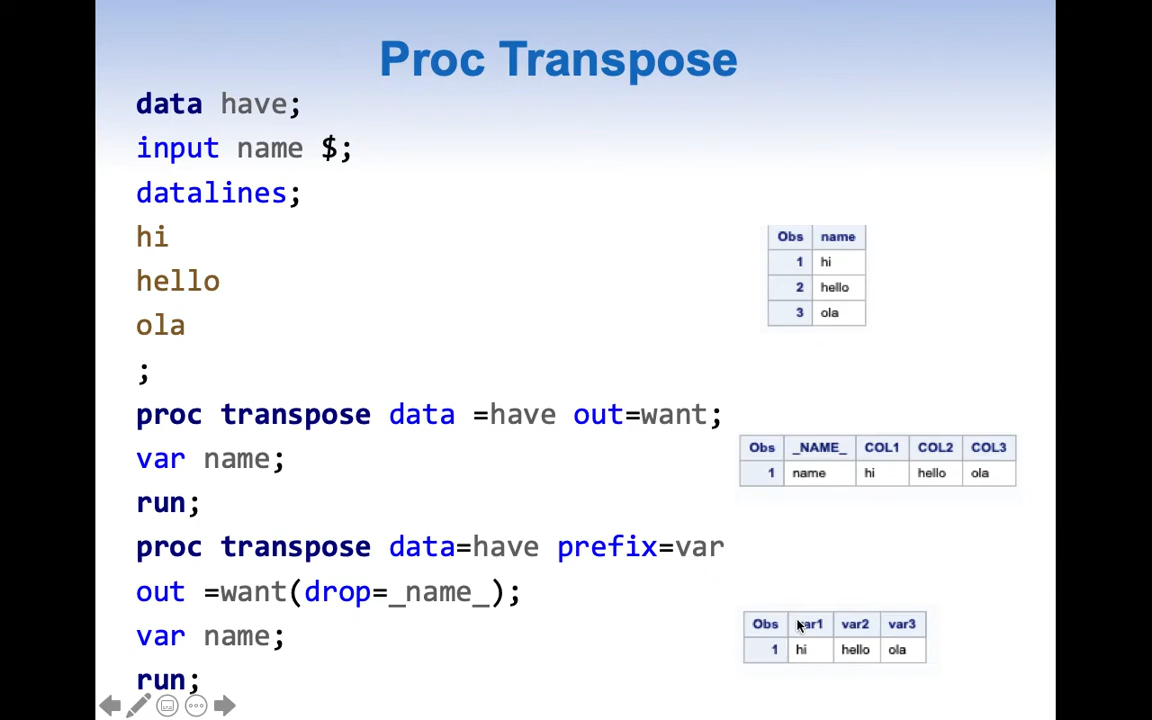 Proc Transpose
data have;
input name $;
datalines;
hi
hello
ola
;
proc transpose data =have out=want;
var name;
run;
proc transpose data=have prefix=var
out =want(drop=_name_);
var name;
run;
Obs name
1 hi
2 hello
3 ola
Obs _NAME_ COL1 COL2 COL3
1 name hi hello ola
Obs var1 var2 var3
1 hi hello ola